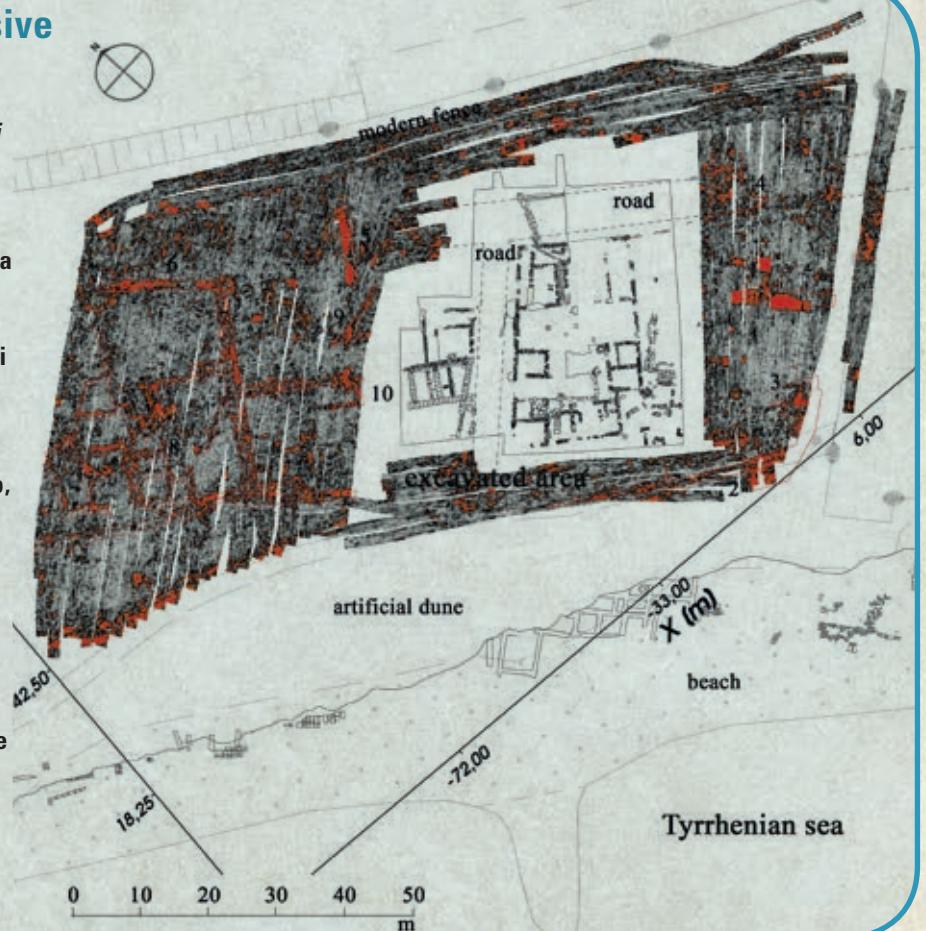 sive
N
modern fence
a
road
road
4
5
6
i
9
10
3
8
6,00
excavated area
2
artificial dune
-33,00
X (m)
beach
42,50
e
-72,00
18,25
Tyrrhenian sea
0 10 20 30 40 50
m